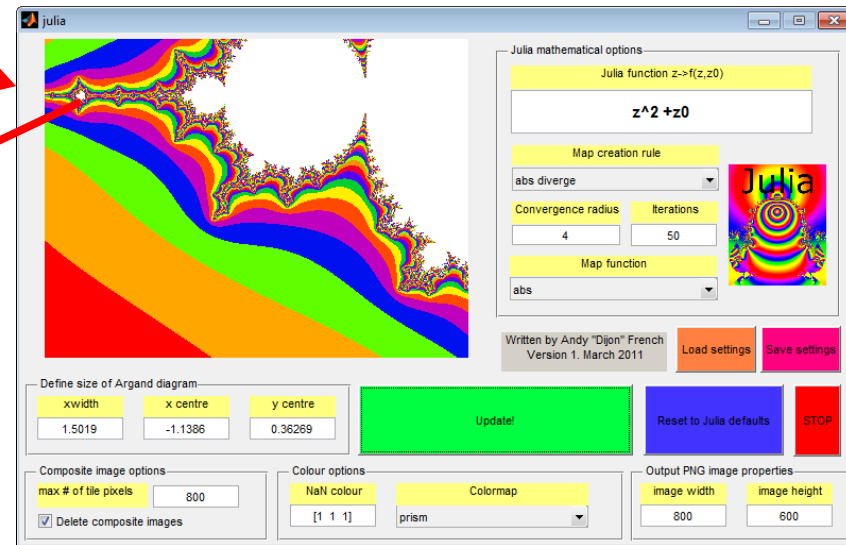 julia
Julia mathematical options
Julia function z->f(z,z0)
z^2 +z0
Map creation rule
abs diverge
Convergence radius Iterations
4 50
Map function
abs
Julia
Written by Andy "Dijon" French
Version 1. March 2011
Load settings
Save settings
Define size of Argand diagram
xwidth x centre y centre
1.5019 -1.1386 0.36269
Update!
Reset to Julia defaults
STOP
Composite image options
max # of tile pixels 800
Delete composite images
Colour options
NaN colour Colormap
[1 1 1] prism
Output PNG image properties
image width image height
800 600